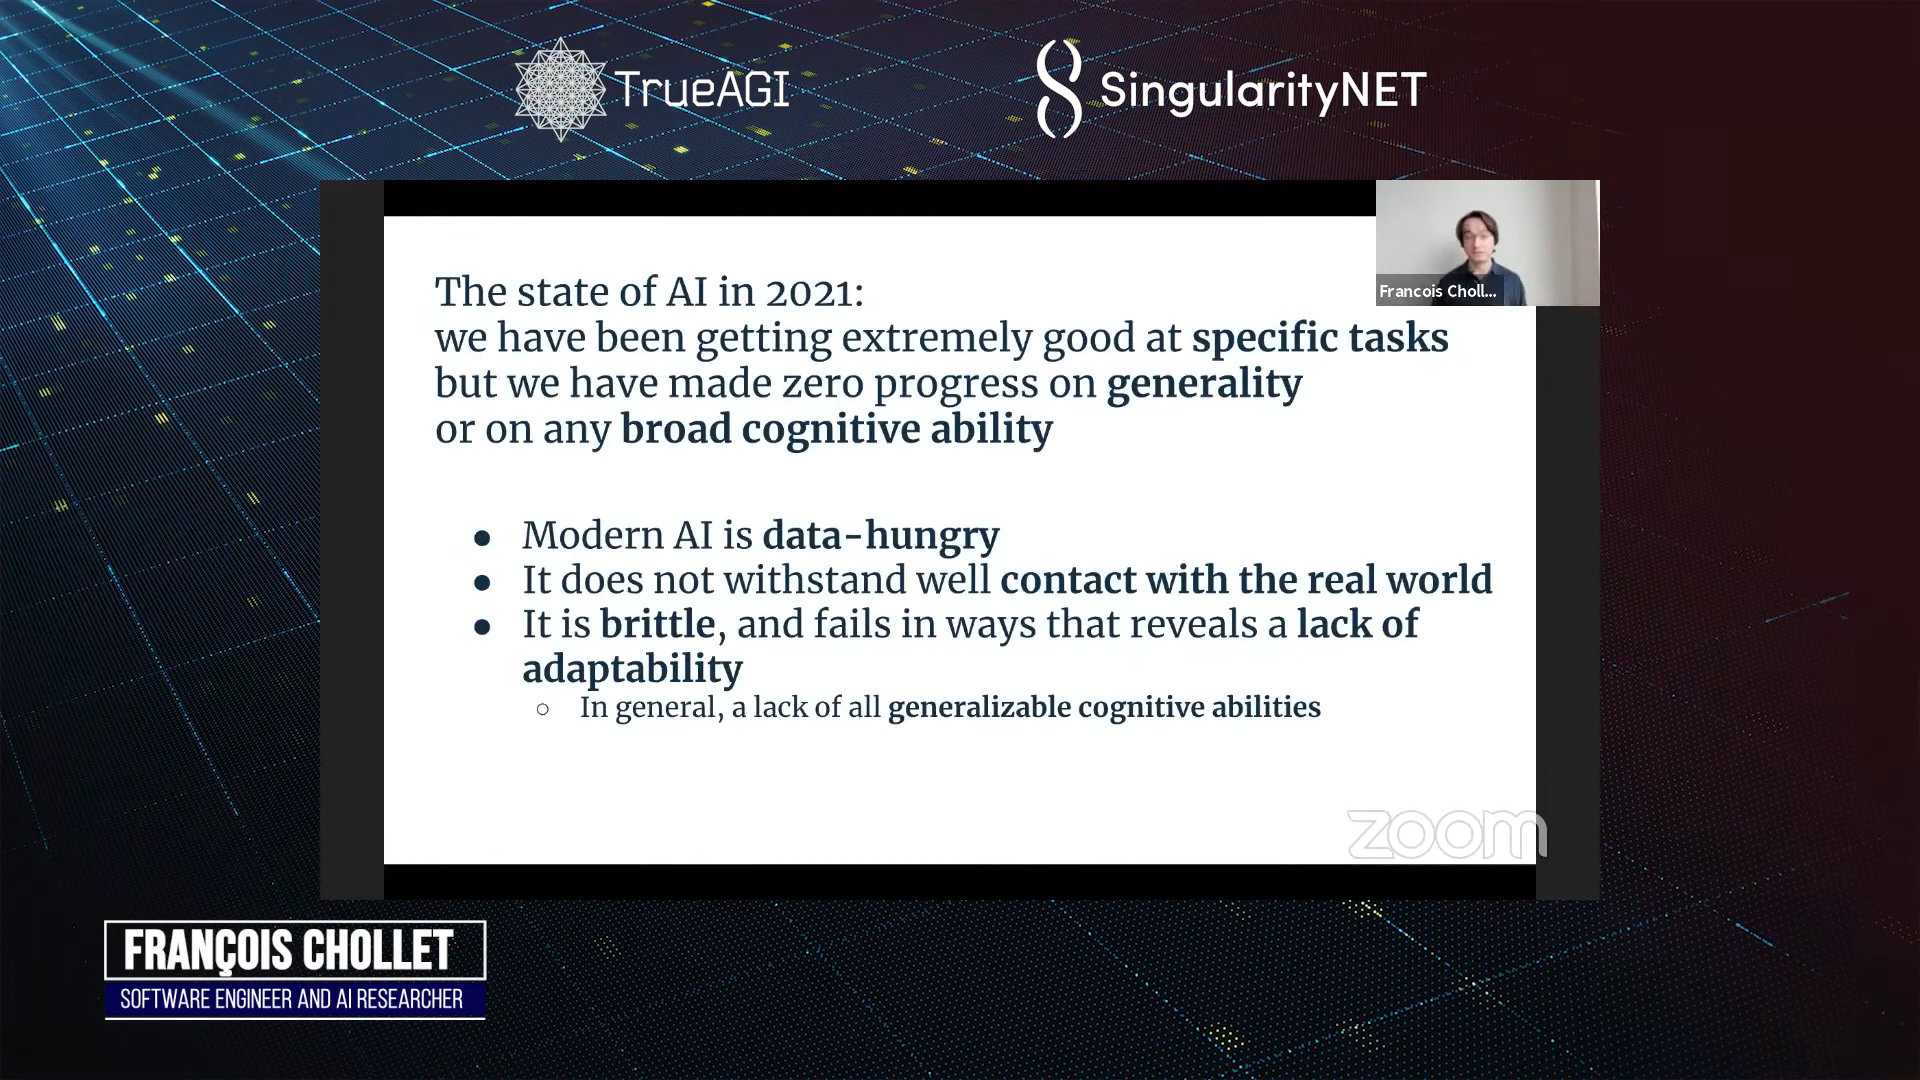 TrueAGI
SingularityNET
Francois Choll...
The state of AI in 2021:
we have been getting extremely good at specific tasks
but we have made zero progress on generality
or on any broad cognitive ability
● Modern AI is data-hungry
● It does not withstand well contact with the real world
● It is brittle, and fails in ways that reveals a lack of
adaptability
○ In general, a lack of all generalizable cognitive abilities
zoom
FRANÇOIS CHOLLET
SOFTWARE ENGINEER AND AI RESEARCHER